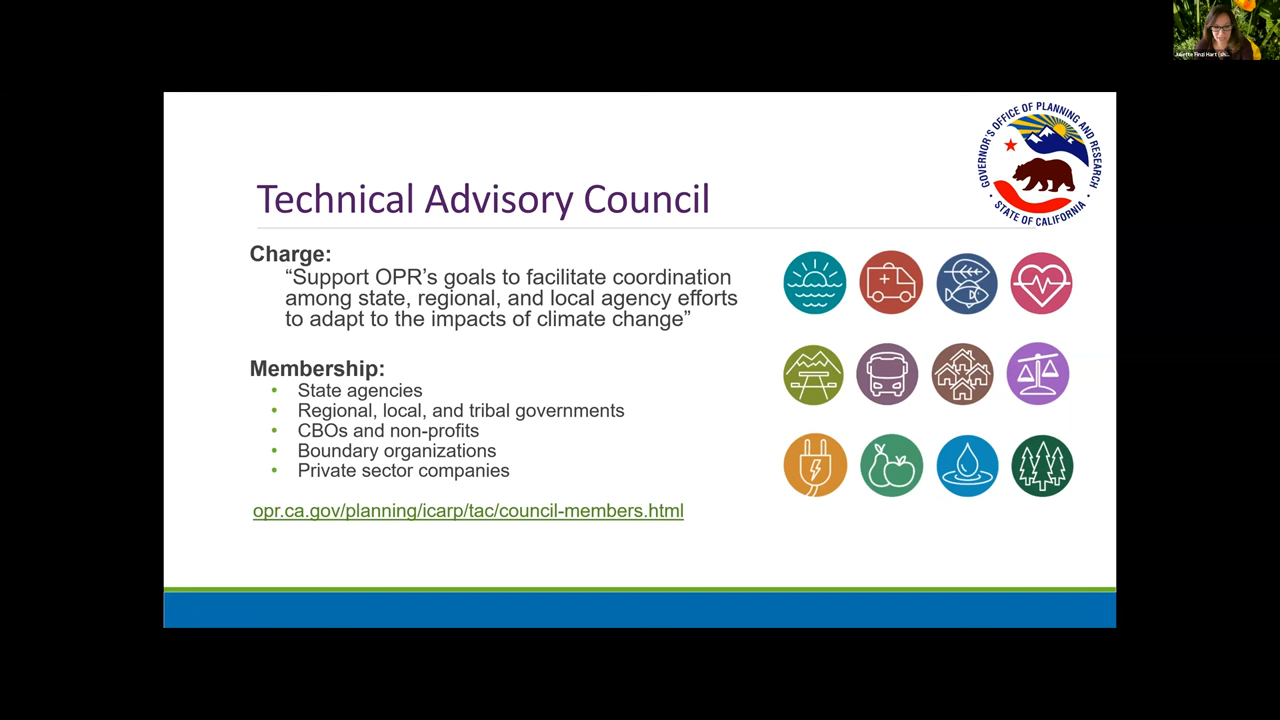 Juliette Finzi Hart
GOVERNOR'S OFFICE OF PLANNING AND RESEARCH
• STATE OF CALIFORNIA •
Technical Advisory Council
Charge:
“Support OPR’s goals to facilitate coordination
among state, regional, and local agency efforts
to adapt to the impacts of climate change”
Membership:
• State agencies
• Regional, local, and tribal governments
• CBOs and non-profits
• Boundary organizations
• Private sector companies
opr.ca.gov/planning/icarp/tac/council-members.html